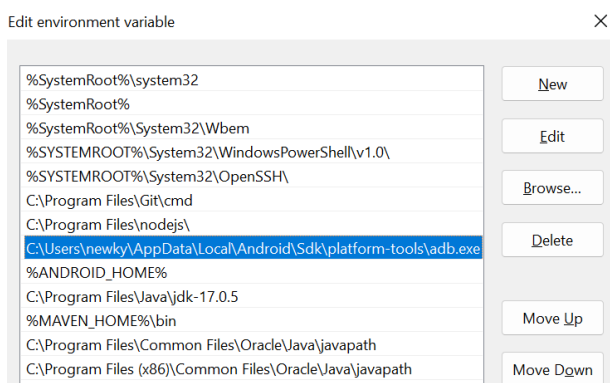 Edit environment variable
%SystemRoot%\system32
%SystemRoot%
%SystemRoot%\System32\Wbem
%SYSTEMROOT%\System32\WindowsPowerShell\v1.0\
%SYSTEMROOT%\System32\OpenSSH\
C:\Program Files\Git\cmd
C:\Program Files\nodejs\
C:\Users\newky\AppData\Local\Android\Sdk\platform-tools\adb.exe
%ANDROID_HOME%
C:\Program Files\Java\jdk-17.0.5
%MAVEN_HOME%\bin
C:\Program Files\Common Files\Oracle\Java\javapath
C:\Program Files (x86)\Common Files\Oracle\Java\javapath
New
Edit
Browse...
Delete
Move Up
Move Down